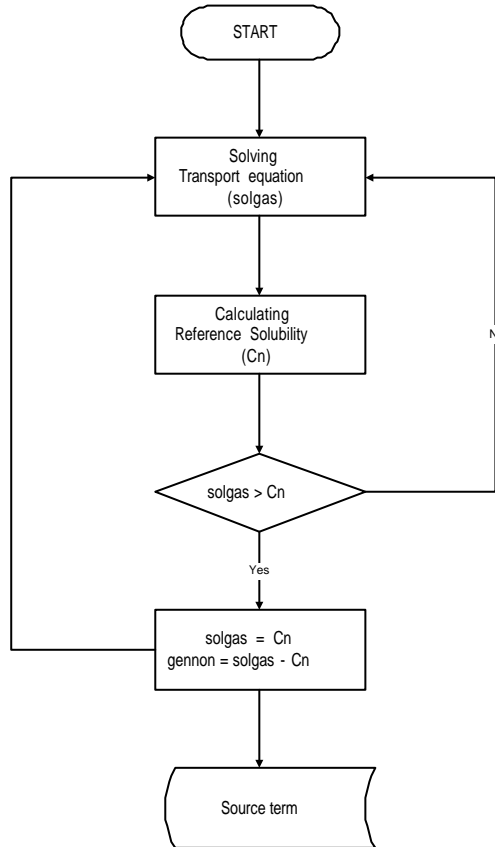 START
Solving
Transport equation
(solgas)
Calculating
Reference Solubility
(Cn)
solgas > Cn
Yes
solgas = Cn
gennon = solgas - Cn
Source term